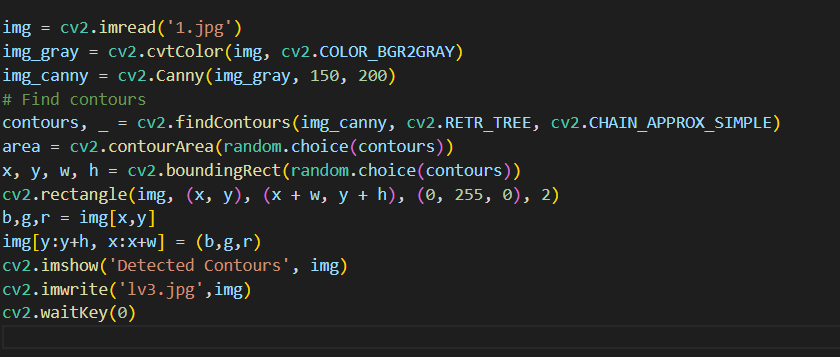 img = cv2.imread('1.jpg')
img_gray = cv2.cvtColor(img, cv2.COLOR_BGR2GRAY)
img_canny = cv2.Canny(img_gray, 150, 200)
# Find contours
contours, _ = cv2.findContours(img_canny, cv2.RETR_TREE, cv2.CHAIN_APPROX_SIMPLE)
area = cv2.contourArea(random.choice(contours))
x, y, w, h = cv2.boundingRect(random.choice(contours))
cv2.rectangle(img, (x, y), (x + w, y + h), (0, 255, 0), 2)
b,g,r = img[x,y]
img[y:y+h, x:x+w] = (b,g,r)
cv2.imshow('Detected Contours', img)
cv2.imwrite('lv3.jpg',img)
cv2.waitKey(0)